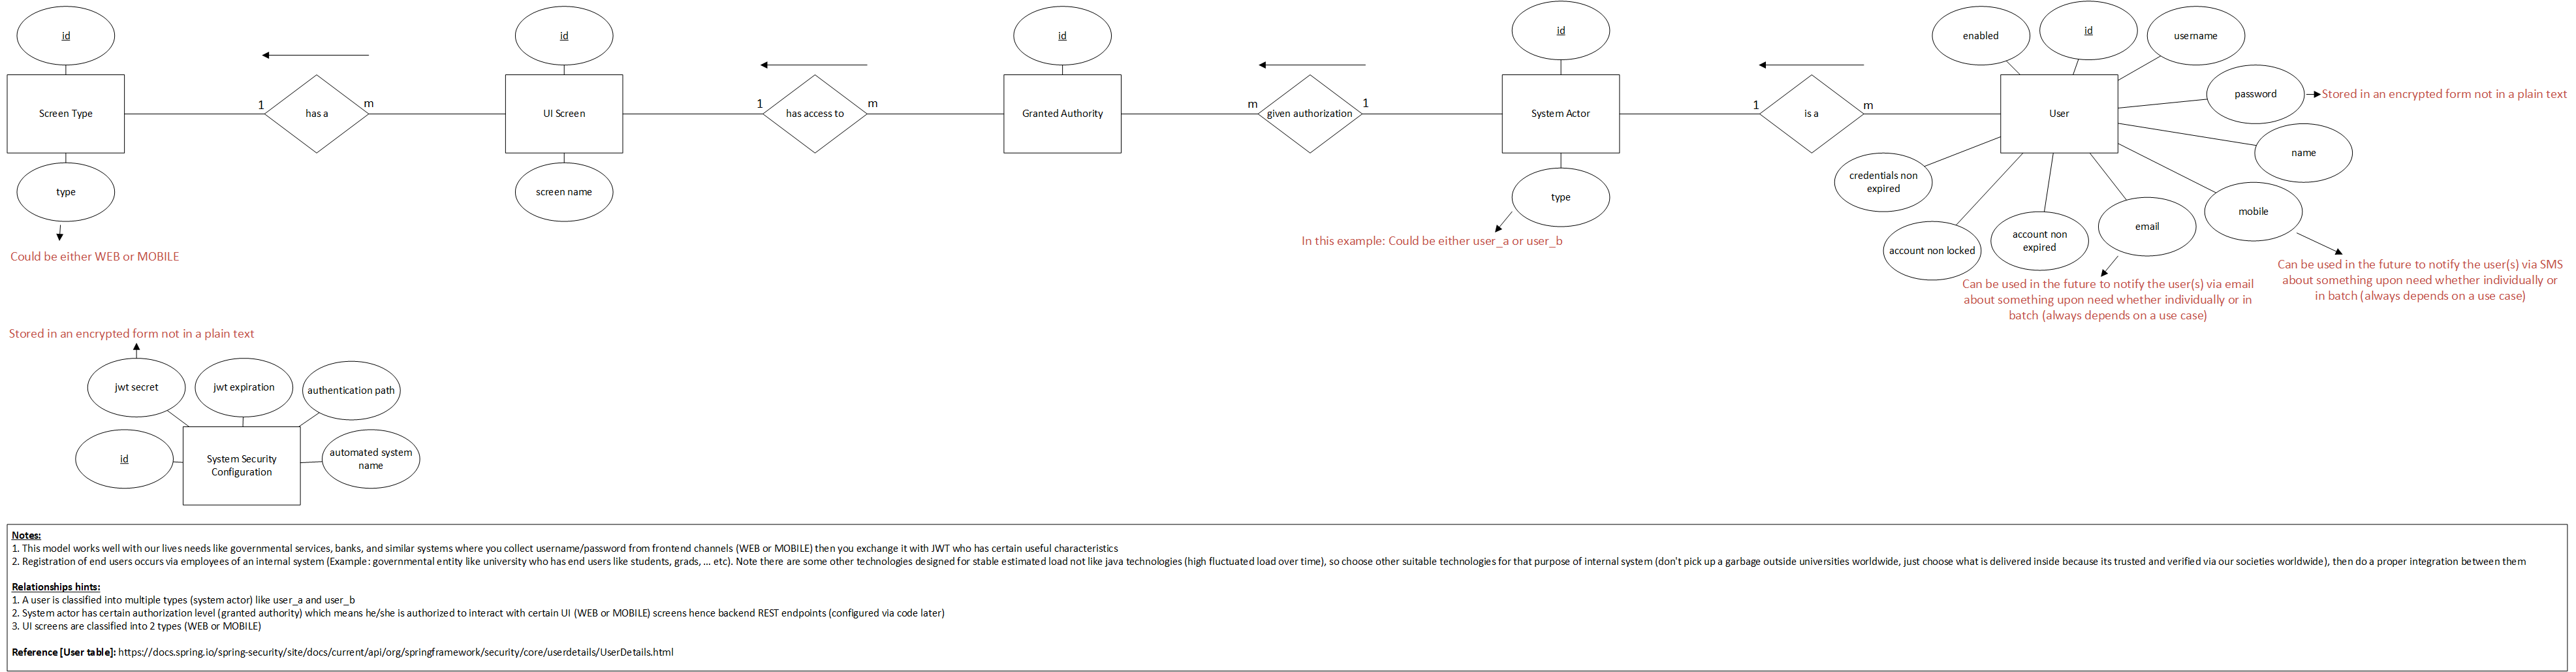 id
id
id
id
enabled
id
username
Screen Type
1
has a
m
UI Screen
1
has access to
m
Granted Authority
m
given authorization
1
System Actor
1
is a
m
User
password
Stored in an encrypted form not in a plain text
name
type
screen name
type
credentials non
expired
mobile
email
account non
expired
account non locked
Could be either WEB or MOBILE
In this example: Could be either user_a or user_b
Can be used in the future to notify the user(s) via email
about something upon need whether individually or in
batch (always depends on a use case)
Can be used in the future to notify the user(s) via SMS
about something upon need whether individually or
in batch (always depends on a use case)
Stored in an encrypted form not in a plain text
jwt secret
jwt expiration
authentication path
id
System Security
Configuration
automated system
name
Notes:
1. This model works well with our lives needs like governmental services, banks, and similar systems where you collect username/password from frontend channels (WEB or MOBILE) then you exchange it with JWT who has certain useful characteristics
2. Registration of end users occurs via employees of an internal system (Example: governmental entity like university who has end users like students, grads, ... etc). Note there are some other technologies designed for stable estimated load not like java technologies (high fluctuated load over time), so choose other suitable technologies for that purpose of internal system (don't pick up a garbage outside universities worldwide, just choose what is delivered inside because its trusted and verified via our societies worldwide), then do a proper integration between them
Relationships hints:
1. A user is classified into multiple types (system actor) like user_a and user_b
2. System actor has certain authorization level (granted authority) which means he/she is authorized to interact with certain UI (WEB or MOBILE) screens hence backend REST endpoints (configured via code later)
3. UI screens are classified into 2 types (WEB or MOBILE)
Reference [User table]: https://docs.spring.io/spring-security/site/docs/current/api/org/springframework/security/core/userdetails/UserDetails.html